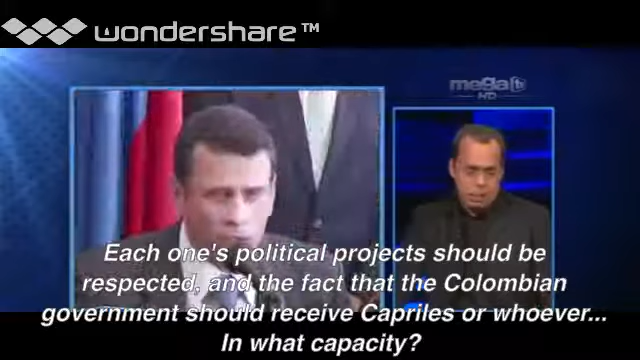 wondershare™
mega tv
HD
Each one's political projects should be
respected, and the fact that the Colombian
government should receive Capriles or whoever...
In what capacity?